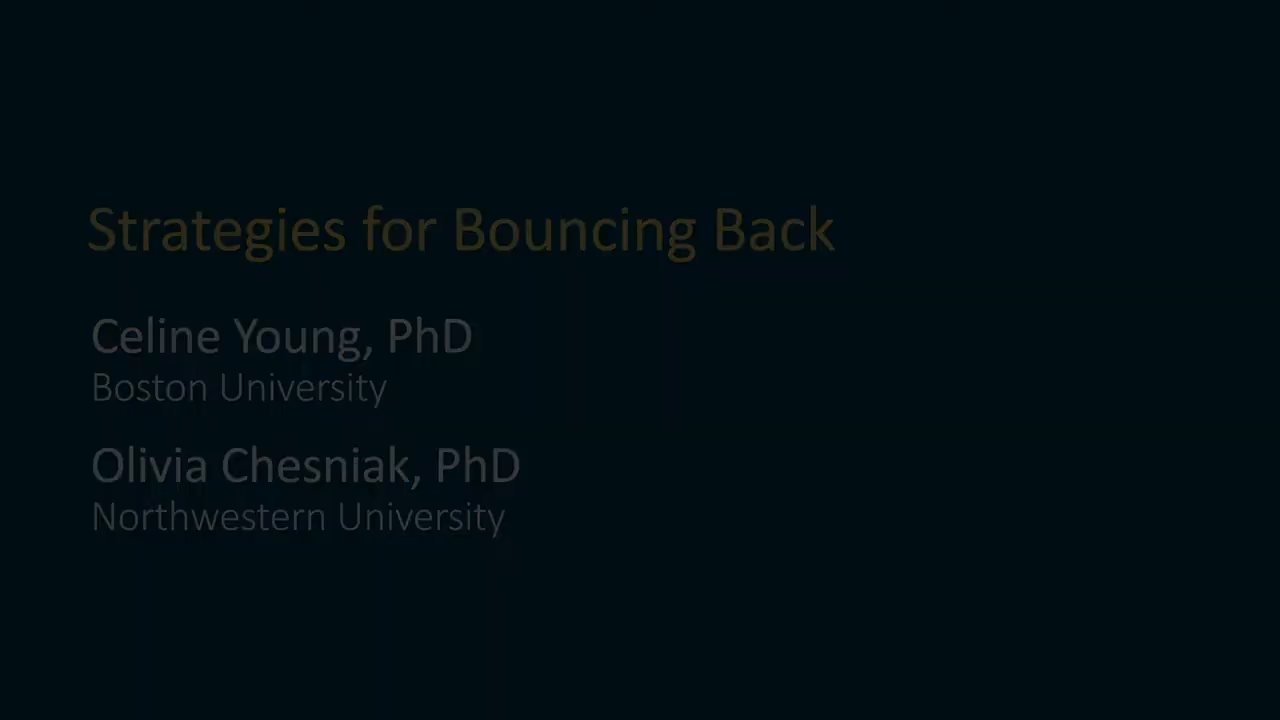 Strategies for Bouncing Back
Celine Young, PhD
Boston University
Olivia Chesniak, PhD
Northwestern University